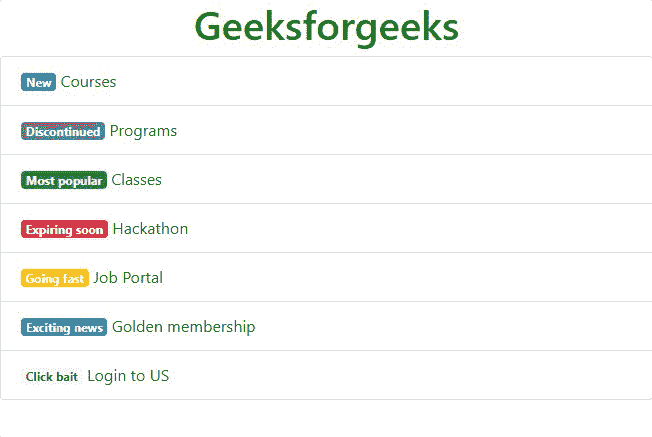 Geeksforgeeks
New Courses
Discontinued Programs
Most popular Classes
Expiring soon Hackathon
Going fast Job Portal
Exciting news Golden membership
Click bait Login to US